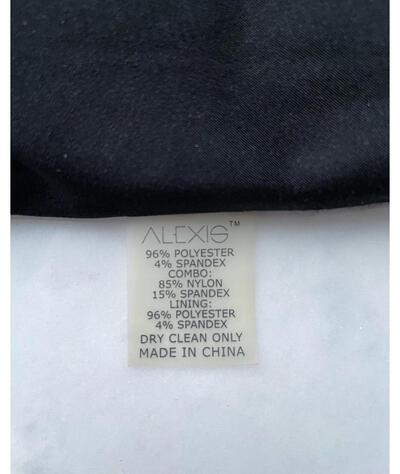 ALEXIS™
96% POLYESTER
4% SPANDEX
COMBO:
85% NYLON
15% SPANDEX
LINING:
96% POLYESTER
4% SPANDEX
DRY CLEAN ONLY
MADE IN CHINA